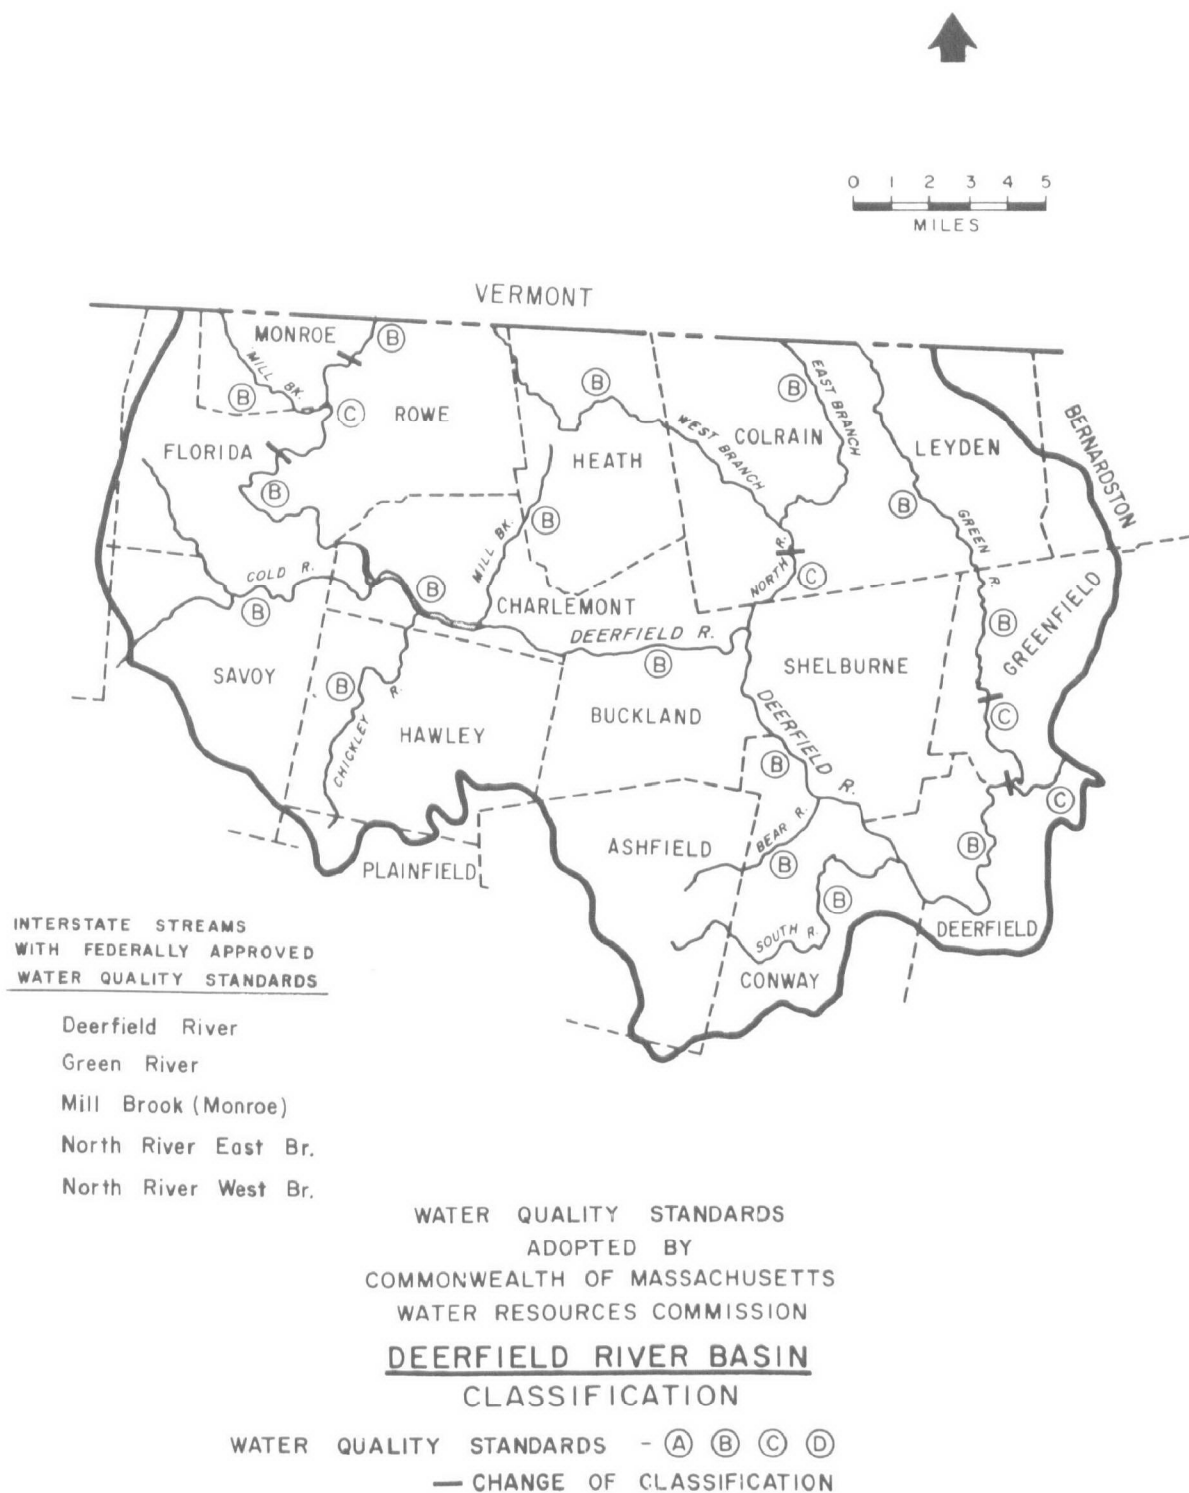 0 1 2 3 4 5
MILES
VERMONT
MONROE
B
MILL BK.
B
C
ROWE
B
B
WEST BRANCH
COLRAIN
EAST BRANCH
LEYDEN
BERNARDSTON
FLORIDA
HEATH
B
B
MILL BK.
B
GREEN R.
NORTH R.
C
COLD R.
B
B
CHARLEMONT
DEERFIELD R.
B
B
GREENFIELD
SAVOY
B
CHICKLEY R.
HAWLEY
BUCKLAND
SHELBURNE
DEERFIELD R.
C
B
C
ASHFIELD
BEAR R.
B
B
PLAINFIELD
B
SOUTH R.
DEERFIELD
CONWAY
INTERSTATE STREAMS
WITH FEDERALLY APPROVED
WATER QUALITY STANDARDS
Deerfield River
Green River
Mill Brook (Monroe)
North River East Br.
North River West Br.
WATER QUALITY STANDARDS
ADOPTED BY
COMMONWEALTH OF MASSACHUSETTS
WATER RESOURCES COMMISSION
DEERFIELD RIVER BASIN
CLASSIFICATION
WATER QUALITY STANDARDS - A B C D
CHANGE OF CLASSIFICATION